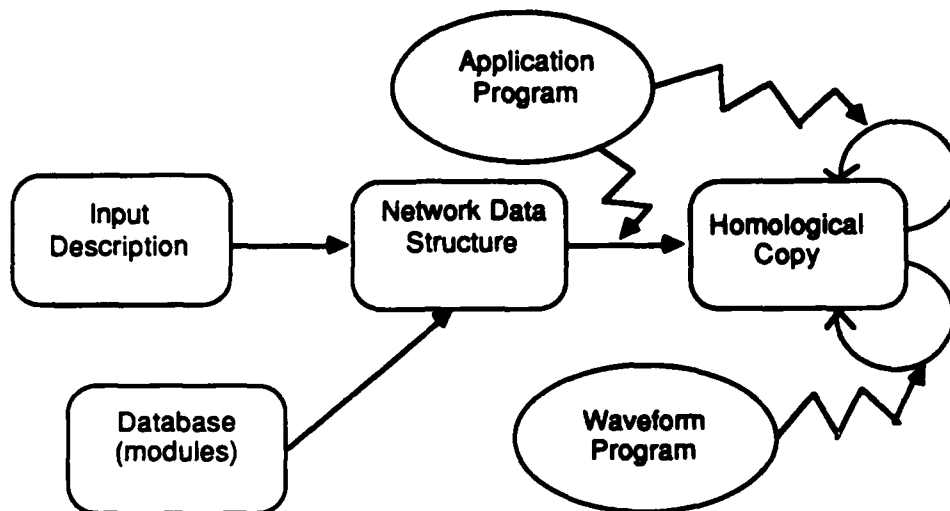 Application
Program
Input
Description
Network Data
Structure
Homological
Copy
Database
(modules)
Waveform
Program